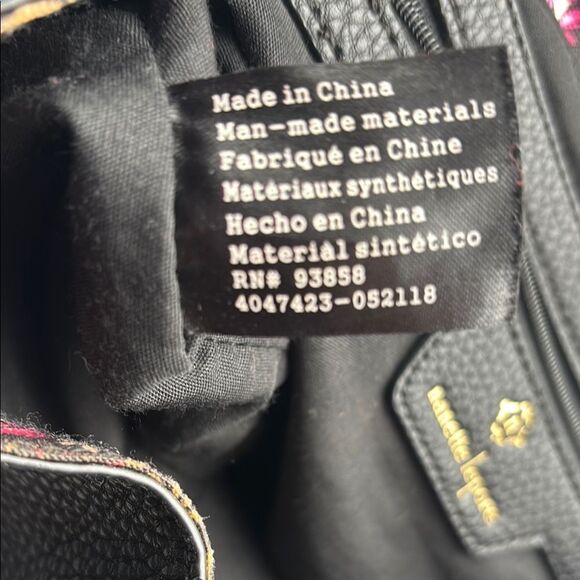 Made in China
Man-made materials
Fabriqué en Chine
Matériaux synthétiques
Hecho en China
Materiàl sintético
RN# 93858
4047423-052118
nanette lepore